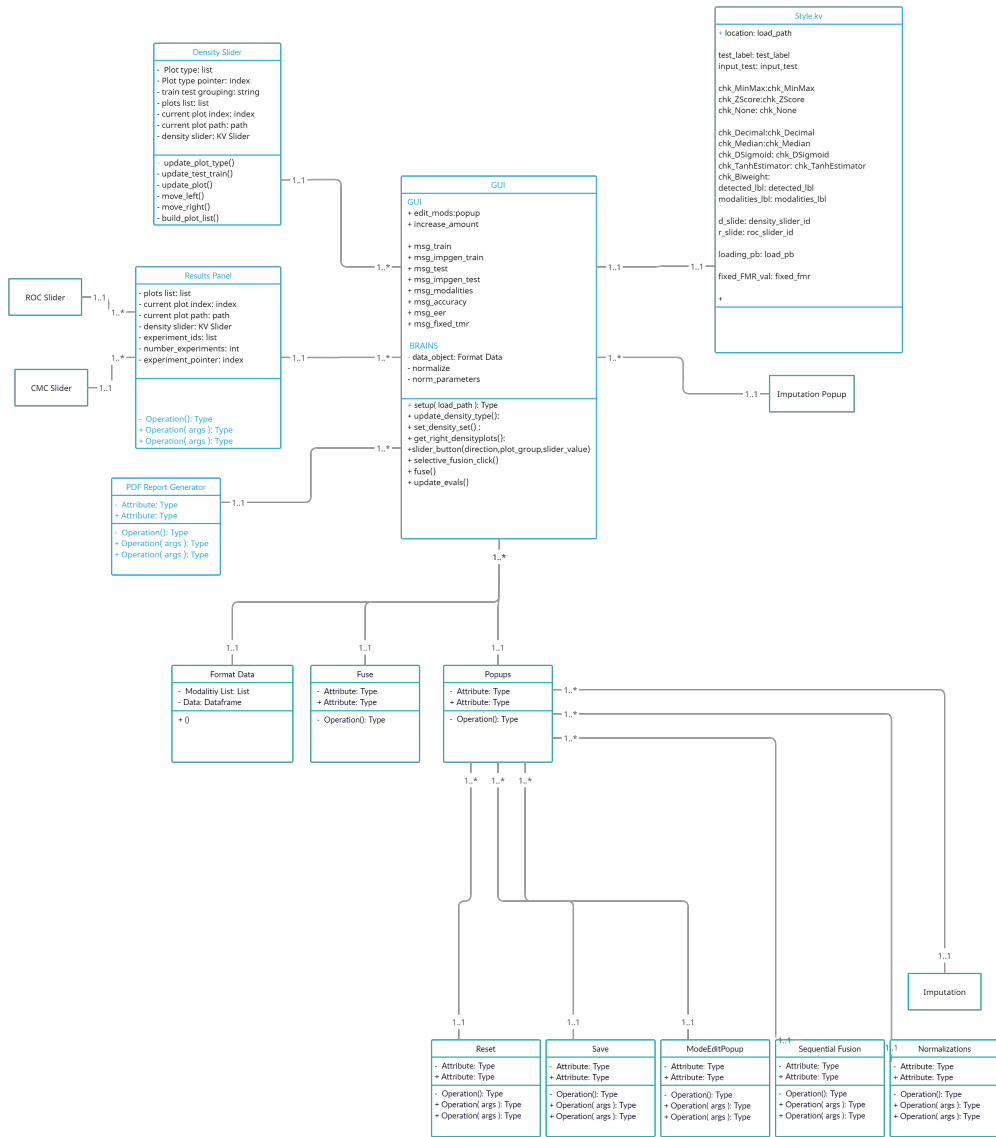 Style.kv
+ location: load_path
test_label: test_label
input_test: input_test
chk_MinMax:chk_MinMax
chk_ZScore:chk_ZScore
chk_None: chk_None
chk_Decimal:chk_Decimal
chk_Median:chk_Median
chk_DSigmoid: chk_DSigmoid
chk_TanhEstimator: chk_TanhEstimator
chk_Biweight:
detected_lbl: detected_lbl
modalities_lbl: modalities_lbl
d_slide: density_slider_id
r_slide: roc_slider_id
loading_pb: load_pb
fixed_FMR_val: fixed_fmr
+
Density Slider
- Plot type: list
- Plot type pointer: index
- train test grouping: string
- plots list: list
- current plot index: index
- current plot path: path
- density slider: KV Slider
- update_plot_type()
- update_test_train()
- update_plot()
- move_left()
- move_right()
- build_plot_list()
1..1
1..*
GUI
GUI
+ edit_mods:popup
+ increase_amount
+ msg_train
+ msg_impgen_train
+ msg_test
+ msg_impgen_test
+ msg_modalities
+ msg_accuracy
+ msg_eer
+ msg_fixed_tmr
BRAINS
- data_object: Format Data
- normalize
- norm_parameters
+ setup( load_path ): Type
+ update_density_type():
+ set_density_set() :
+ get_right_densityplots():
+slider_button(direction,plot_group,slider_value)
+ selective_fusion_click()
+ fuse()
+ update_evals()
1..1
1..1
1..*
1..1
Imputation Popup
ROC Slider
1..1
1..*
CMC Slider
1..1
1..*
Results Panel
- plots list: list
- current plot index: index
- current plot path: path
- density slider: KV Slider
- experiment_ids: list
- number_experiments: int
- experiment_pointer: index
- Operation(): Type
+ Operation( args ): Type
+ Operation( args ): Type
1..1
1..*
PDF Report Generator
- Attribute: Type
+ Attribute: Type
- Operation(): Type
+ Operation( args ): Type
+ Operation( args ): Type
1..1
1..*
1..*
1..1
1..1
1..1
Format Data
- Modalitiy List: List
- Data: Dataframe
+ ()
Fuse
- Attribute: Type
+ Attribute: Type
- Operation(): Type
Popups
- Attribute: Type
+ Attribute: Type
- Operation(): Type
1..*
1..*
1..*
1..*
1..*
1..*
1..1
Imputation
1..1
1..1
1..1
1..1
1..1
Reset
- Attribute: Type
+ Attribute: Type
- Operation(): Type
+ Operation( args ): Type
+ Operation( args ): Type
Save
- Attribute: Type
+ Attribute: Type
- Operation(): Type
+ Operation( args ): Type
+ Operation( args ): Type
ModeEditPopup
- Attribute: Type
+ Attribute: Type
- Operation(): Type
+ Operation( args ): Type
+ Operation( args ): Type
Sequential Fusion
- Attribute: Type
+ Attribute: Type
- Operation(): Type
+ Operation( args ): Type
+ Operation( args ): Type
Normalizations
- Attribute: Type
+ Attribute: Type
- Operation(): Type
+ Operation( args ): Type
+ Operation( args ): Type